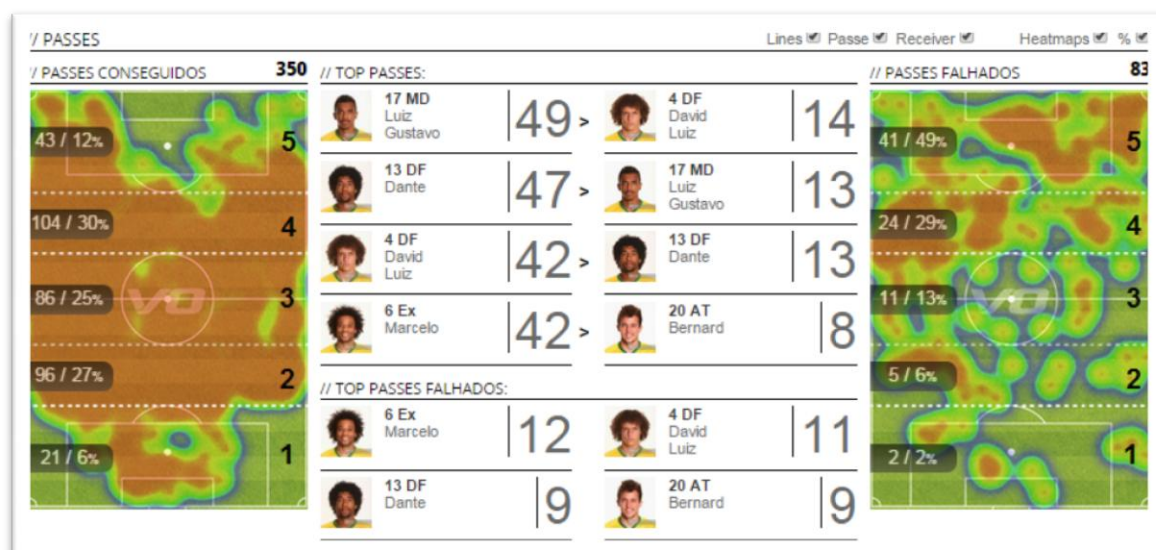 // PASSES
Lines Passe Receiver Heatmaps %
// PASSES CONSEGUIDOS 350
43 / 12% 5
104 / 30% 4
86 / 25% 3
VO
96 / 27% 2
21 / 6% 1
// TOP PASSES:
17 MD
Luiz
Gustavo
49 >
4 DF
David
Luiz
14
13 DF
Dante
47 >
17 MD
Luiz
Gustavo
13
4 DF
David
Luiz
42 >
13 DF
Dante
13
6 Ex
Marcelo
42 >
20 AT
Bernard
8
// TOP PASSES FALHADOS:
6 Ex
Marcelo
12
4 DF
David
Luiz
11
13 DF
Dante
9
20 AT
Bernard
9
// PASSES FALHADOS 83
41 / 49% 5
24 / 29% 4
11 / 13% 3
VO
5 / 6% 2
2 / 2% 1